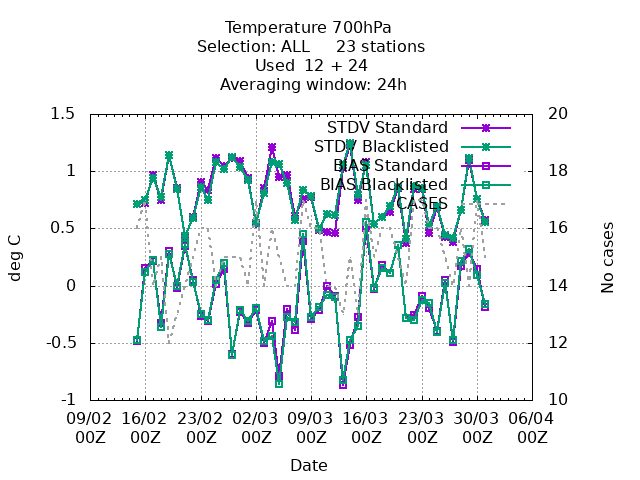 Temperature 700hPa
Selection: ALL 23 stations
Used 12 + 24
Averaging window: 24h
1.5
1
0.5
0
-0.5
-1
deg C
20
18
16
14
12
10
No cases
STDV Standard
STDV Blacklisted
BIAS Standard
BIAS Blacklisted
CASES
09/02 16/02 23/02 02/03 09/03 16/03 23/03 30/03 06/04
00Z 00Z 00Z 00Z 00Z 00Z 00Z 00Z 00Z
Date